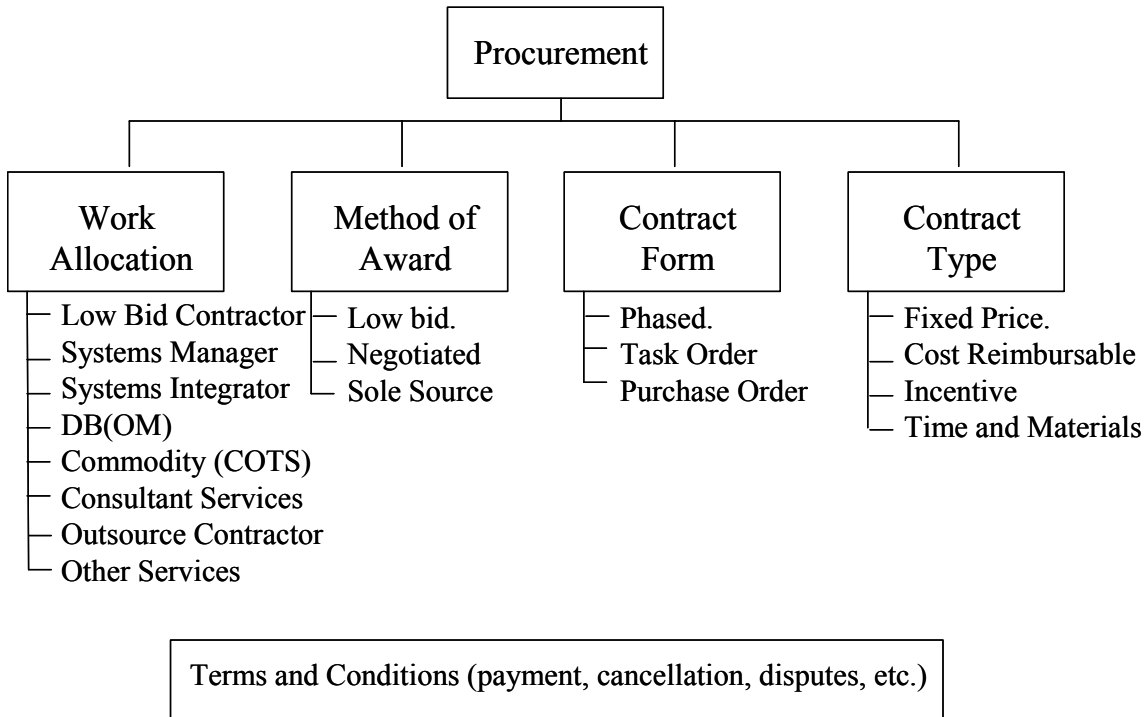 Procurement
Work
Allocation
Low Bid Contractor
Systems Manager
Systems Integrator
DB(OM)
Commodity (COTS)
Consultant Services
Outsource Contractor
Other Services
Method of
Award
Low bid.
Negotiated
Sole Source
Contract
Form
Phased.
Task Order
Purchase Order
Contract
Type
Fixed Price.
Cost Reimbursable
Incentive
Time and Materials
Terms and Conditions (payment, cancellation, disputes, etc.)